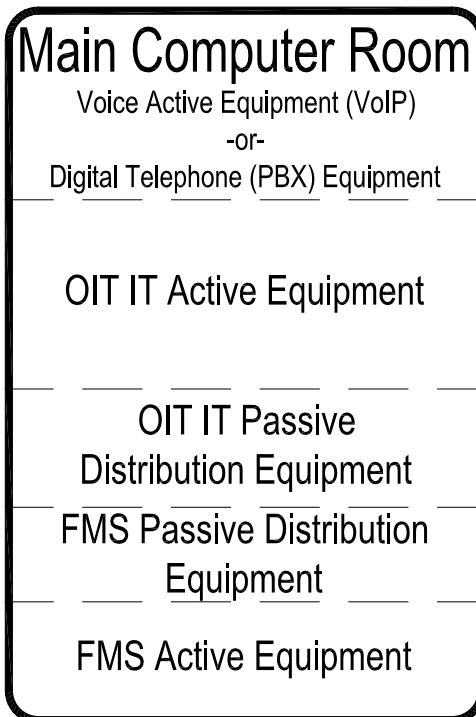 Main Computer Room
Voice Active Equipment (VoIP)
-or-
Digital Telephone (PBX) Equipment
OIT IT Active Equipment
OIT IT Passive
Distribution Equipment
FMS Passive Distribution
Equipment
FMS Active Equipment